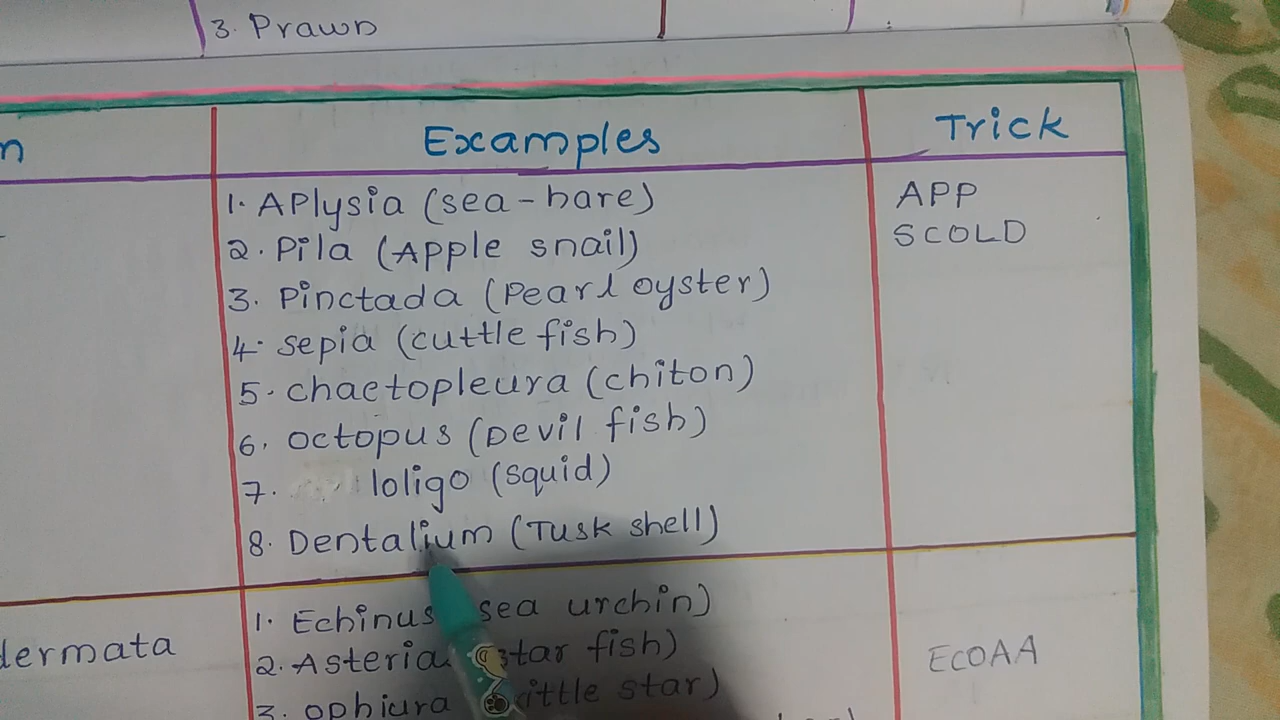 3. Prawn
n
Examples
Trick
1. APlysia (sea-hare)
APP
2. Pila (Apple snail)
SCOLD
3. Pinctada (Pearl oyster)
4. sepia (cuttle fish)
5. chaetopleura (chiton)
6. octopus (Devil fish)
7. loligo (squid)
8. Dentalium (Tusk shell)
1. Echinus sea urchin)
dermata
2. Asteria star fish)
ECOAA
3. ophiura ittle star)